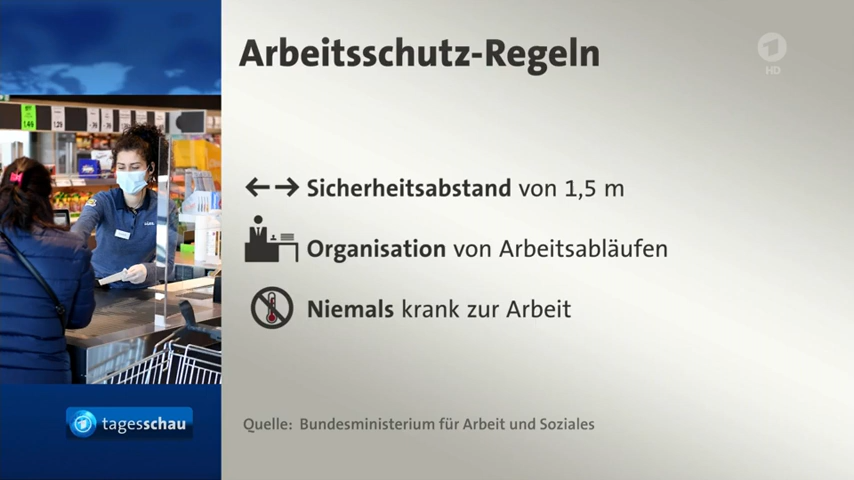 Arbeitsschutz-Regeln
1
HD
Sicherheitsabstand von 1,5 m
Organisation von Arbeitsabläufen
Niemals krank zur Arbeit
Quelle: Bundesministerium für Arbeit und Soziales
tagesschau